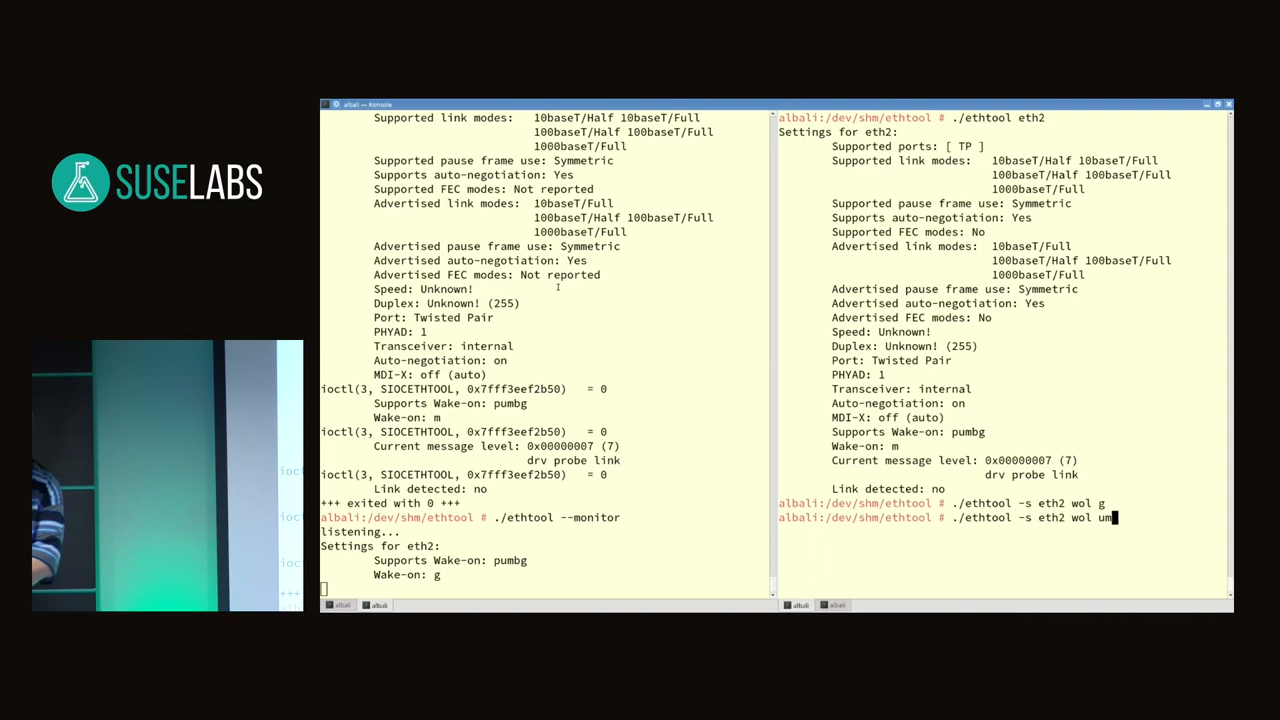 SUSELABS
albali — Konsole
Supported link modes: 10baseT/Half 10baseT/Full
100baseT/Half 100baseT/Full
1000baseT/Full
Supported pause frame use: Symmetric
Supports auto-negotiation: Yes
Supported FEC modes: Not reported
Advertised link modes: 10baseT/Full
100baseT/Half 100baseT/Full
1000baseT/Full
Advertised pause frame use: Symmetric
Advertised auto-negotiation: Yes
Advertised FEC modes: Not reported
Speed: Unknown!
Duplex: Unknown! (255)
Port: Twisted Pair
PHYAD: 1
Transceiver: internal
Auto-negotiation: on
MDI-X: off (auto)
ioctl(3, SIOCETHTOOL, 0x7fff3eef2b50) = 0
Supports Wake-on: pumbg
Wake-on: m
ioctl(3, SIOCETHTOOL, 0x7fff3eef2b50) = 0
Current message level: 0x00000007 (7)
drv probe link
ioctl(3, SIOCETHTOOL, 0x7fff3eef2b50) = 0
Link detected: no
+++ exited with 0 +++
albali:/dev/shm/ethtool # ./ethtool --monitor
listening...
Settings for eth2:
Supports Wake-on: pumbg
Wake-on: g
albali albali
albali:/dev/shm/ethtool # ./ethtool eth2
Settings for eth2:
Supported ports: [ TP ]
Supported link modes: 10baseT/Half 10baseT/Full
100baseT/Half 100baseT/Full
1000baseT/Full
Supported pause frame use: Symmetric
Supports auto-negotiation: Yes
Supported FEC modes: No
Advertised link modes: 10baseT/Full
100baseT/Half 100baseT/Full
1000baseT/Full
Advertised pause frame use: Symmetric
Advertised auto-negotiation: Yes
Advertised FEC modes: No
Speed: Unknown!
Duplex: Unknown! (255)
Port: Twisted Pair
PHYAD: 1
Transceiver: internal
Auto-negotiation: on
MDI-X: off (auto)
Supports Wake-on: pumbg
Wake-on: m
Current message level: 0x00000007 (7)
drv probe link
Link detected: no
albali:/dev/shm/ethtool # ./ethtool -s eth2 wol g
albali:/dev/shm/ethtool # ./ethtool -s eth2 wol um
albali albali
ioct
ioct
ioct
+++